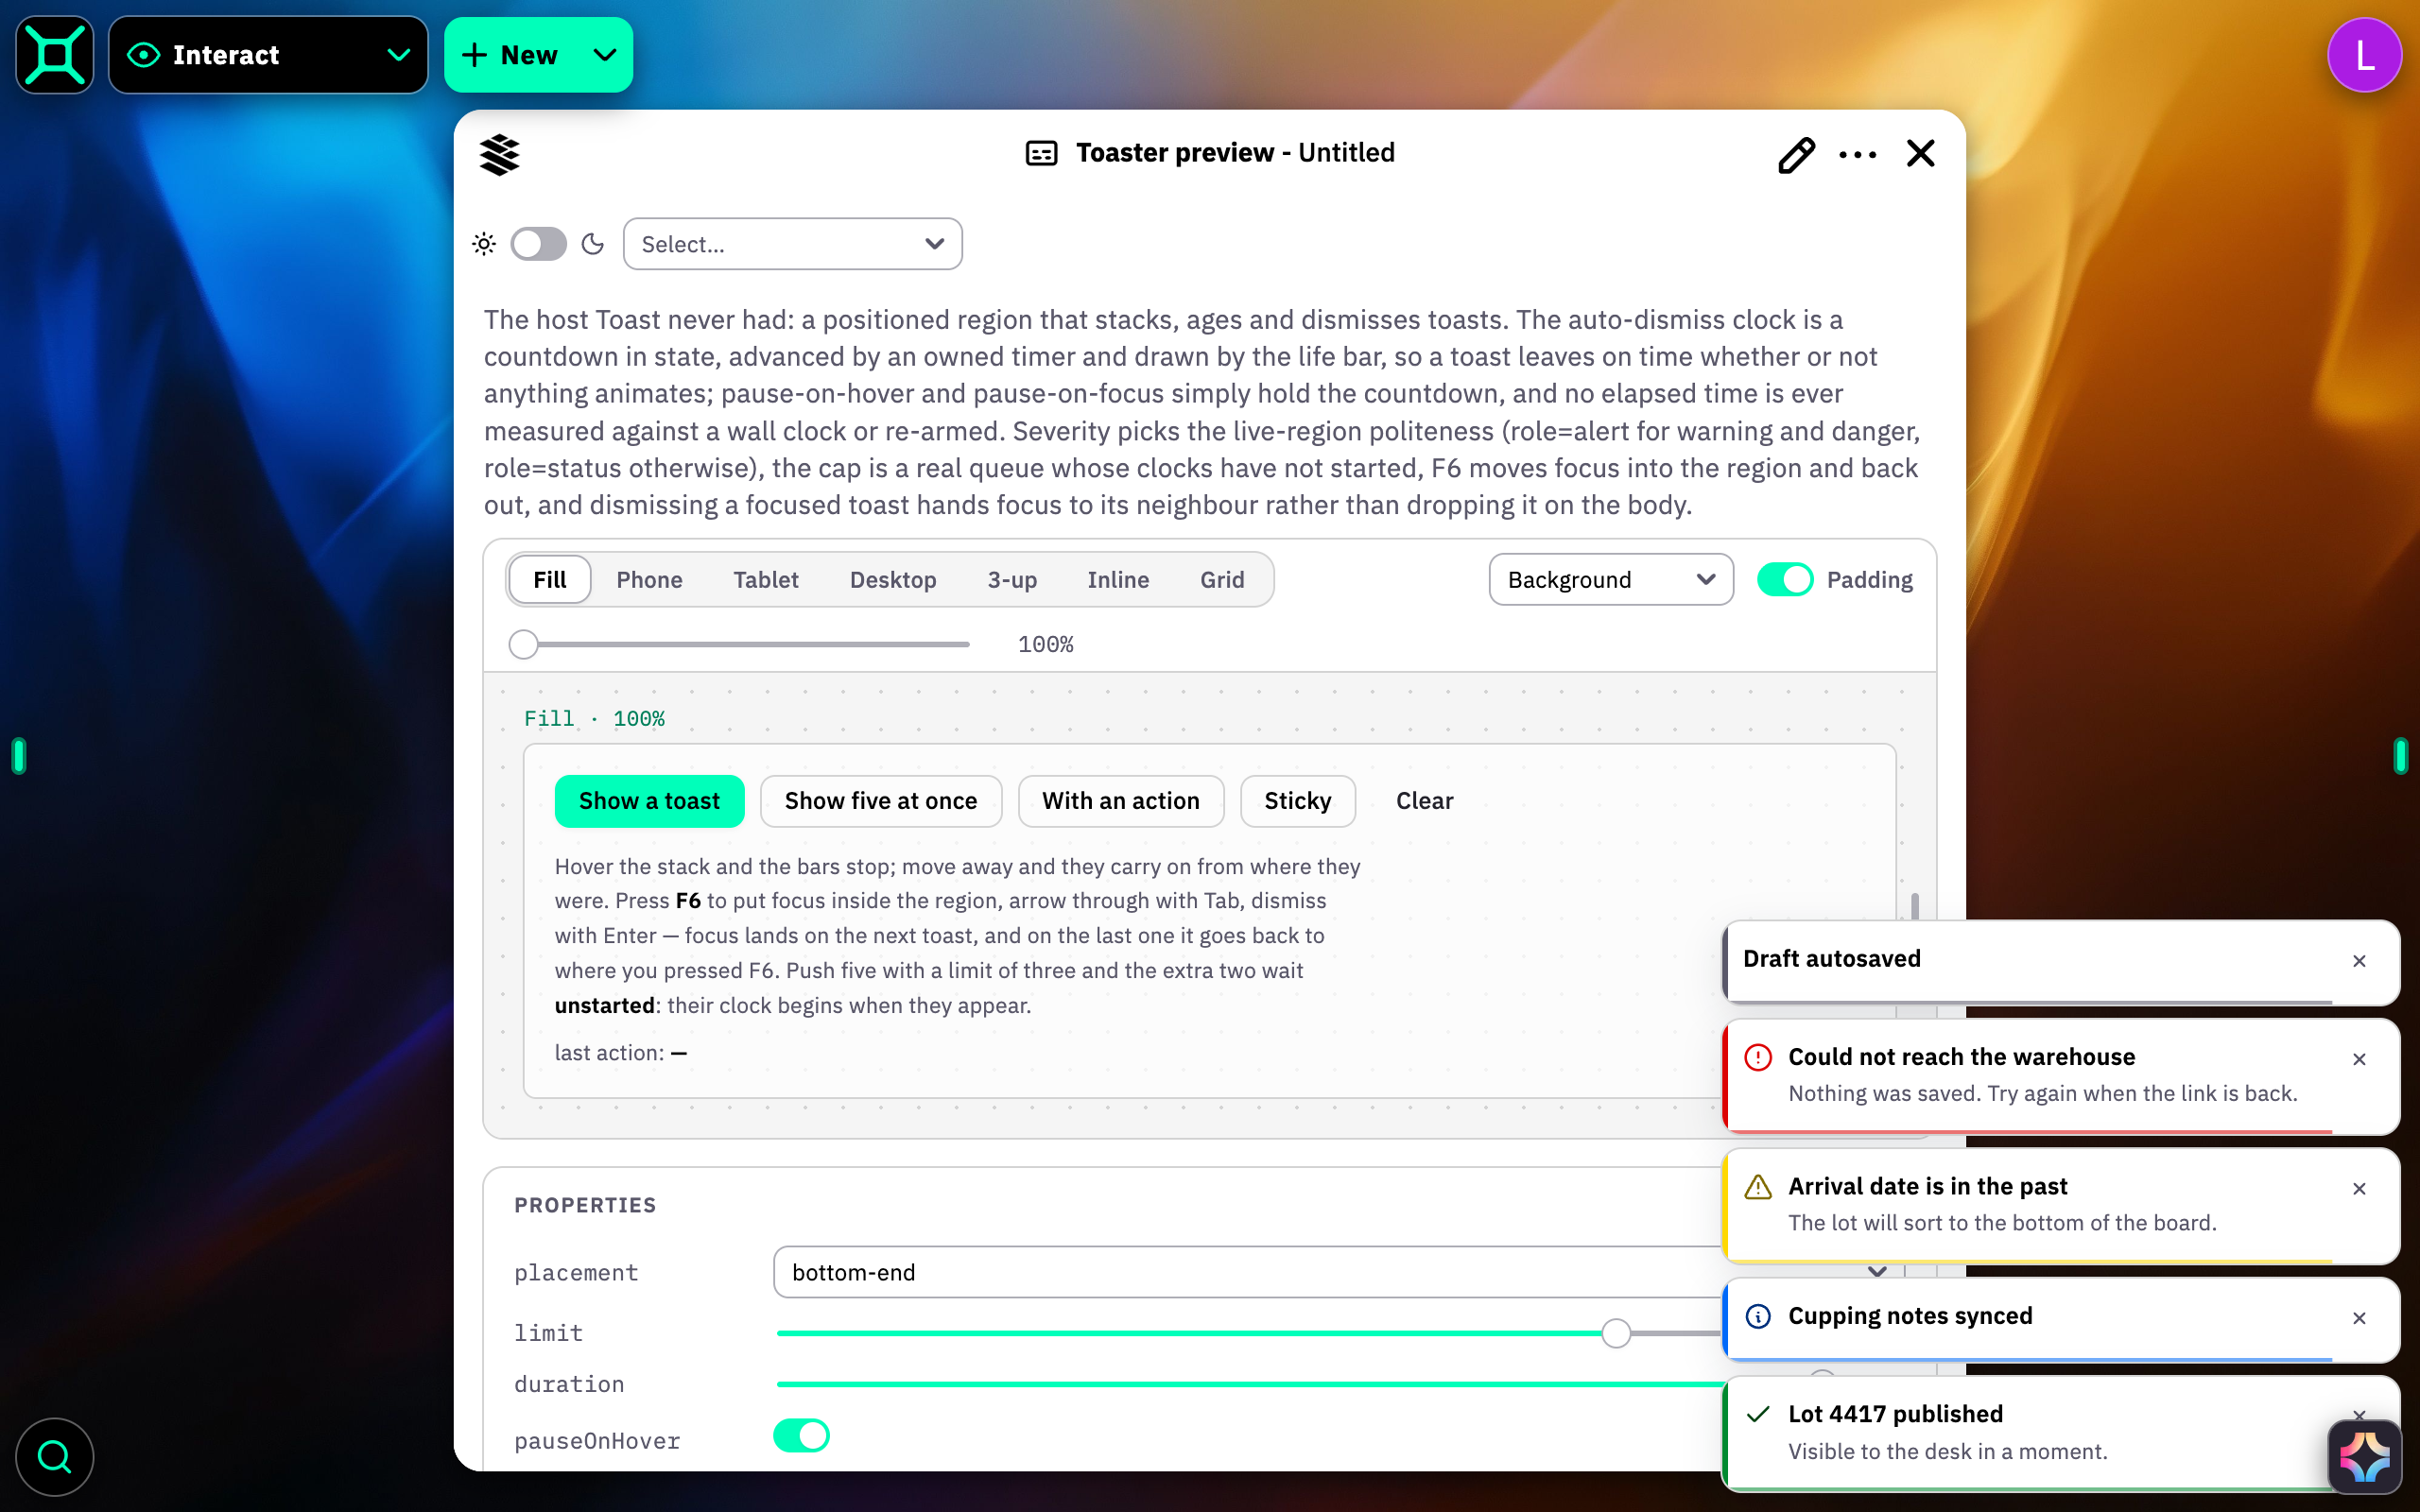 Interact
New
L
Toaster preview - Untitled
Select...
The host Toast never had: a positioned region that stacks, ages and dismisses toasts. The auto-dismiss clock is a
countdown in state, advanced by an owned timer and drawn by the life bar, so a toast leaves on time whether or not
anything animates; pause-on-hover and pause-on-focus simply hold the countdown, and no elapsed time is ever
measured against a wall clock or re-armed. Severity picks the live-region politeness (role=alert for warning and danger,
role=status otherwise), the cap is a real queue whose clocks have not started, F6 moves focus into the region and back
out, and dismissing a focused toast hands focus to its neighbour rather than dropping it on the body.
Fill Phone Tablet Desktop 3-up Inline Grid
Background
Padding
100%
Fill · 100%
Show a toast
Show five at once
With an action
Sticky
Clear
Hover the stack and the bars stop; move away and they carry on from where they
were. Press F6 to put focus inside the region, arrow through with Tab, dismiss
with Enter — focus lands on the next toast, and on the last one it goes back to
where you pressed F6. Push five with a limit of three and the extra two wait
unstarted: their clock begins when they appear.
last action: —
PROPERTIES
placement
bottom-end
limit
duration
pauseOnHover
Draft autosaved
Could not reach the warehouse
Nothing was saved. Try again when the link is back.
Arrival date is in the past
The lot will sort to the bottom of the board.
Cupping notes synced
Lot 4417 published
Visible to the desk in a moment.